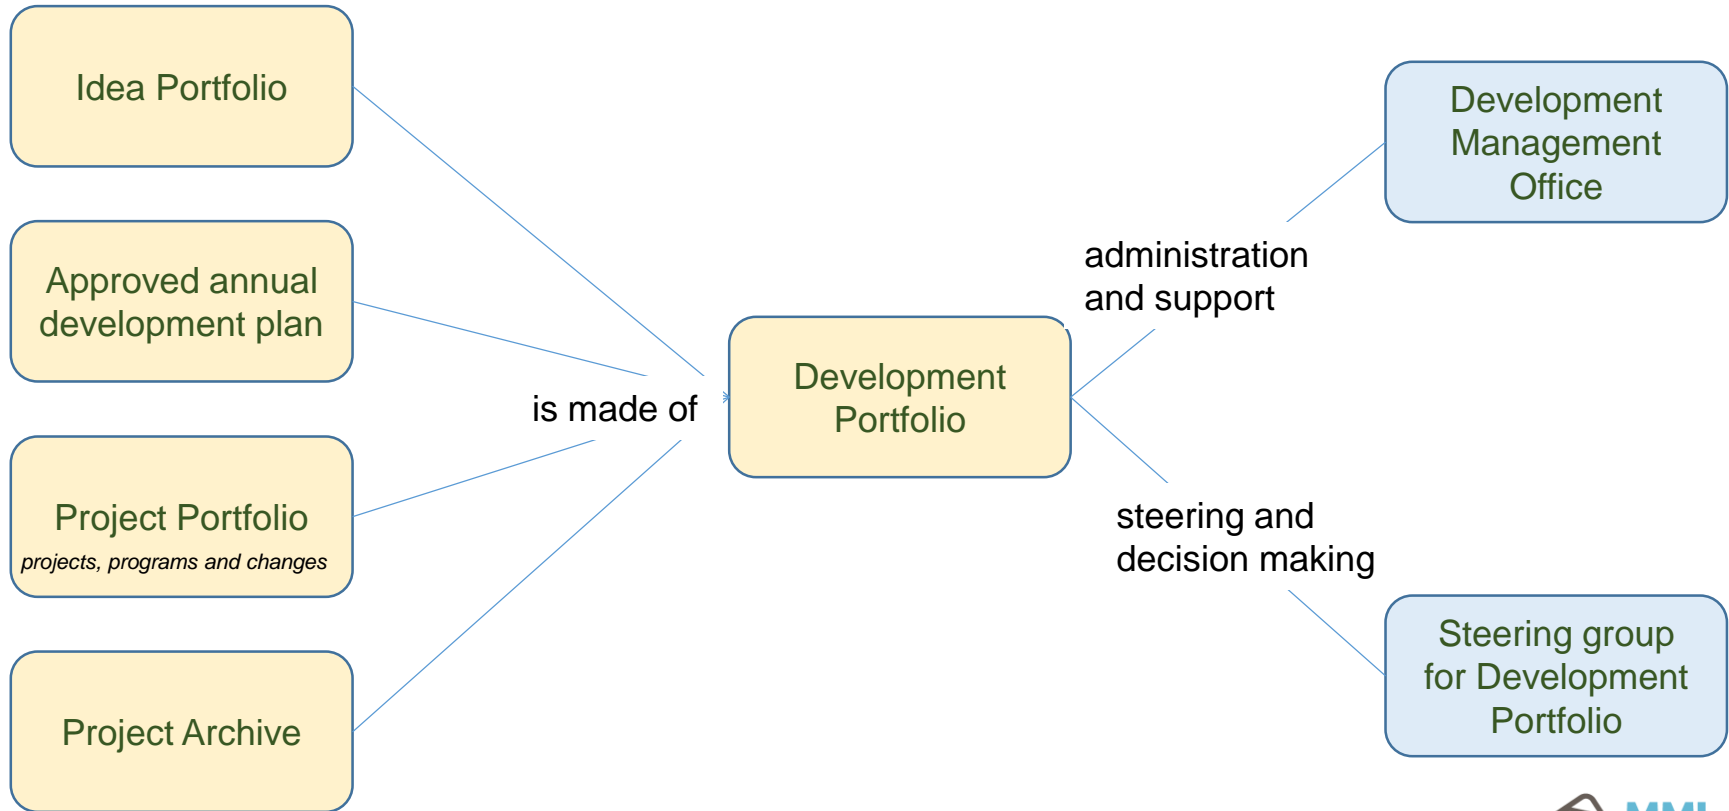 Idea Portfolio
Approved annual
development plan
Project Portfolio
projects, programs and changes
Project Archive
is made of
Development
Portfolio
administration
and support
steering and
decision making
Development
Management
Office
Steering group
for Development
Portfolio